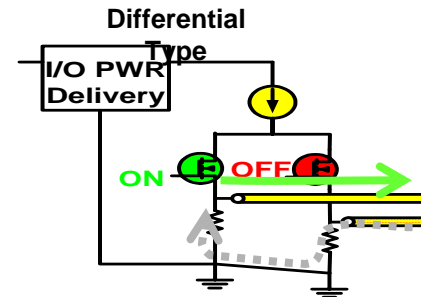 Differential
Type
I/O PWR
Delivery
ON
OFF